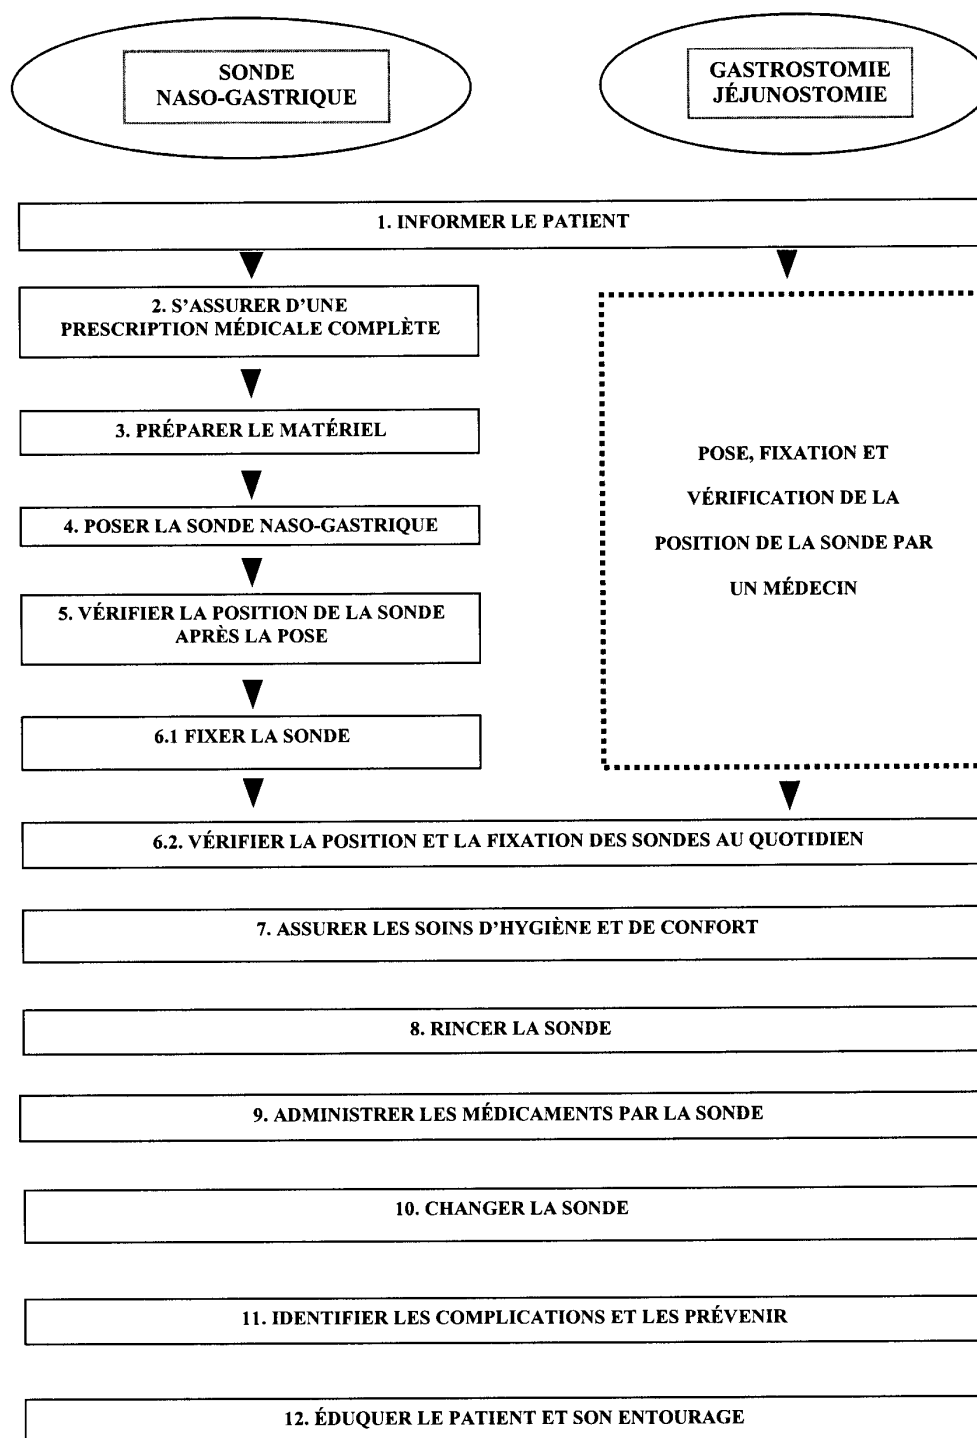 SONDE
NASO-GASTRIQUE
GASTROSTOMIE
JÉJUNOSTOMIE
1. INFORMER LE PATIENT
2. S'ASSURER D'UNE
PRESCRIPTION MÉDICALE COMPLÈTE
3. PRÉPARER LE MATÉRIEL
4. POSER LA SONDE NASO-GASTRIQUE
5. VÉRIFIER LA POSITION DE LA SONDE
APRÈS LA POSE
6.1 FIXER LA SONDE
POSE, FIXATION ET
VÉRIFICATION DE LA
POSITION DE LA SONDE PAR
UN MÉDECIN
6.2. VÉRIFIER LA POSITION ET LA FIXATION DES SONDES AU QUOTIDIEN
7. ASSURER LES SOINS D'HYGIÈNE ET DE CONFORT
8. RINCER LA SONDE
9. ADMINISTRER LES MÉDICAMENTS PAR LA SONDE
10. CHANGER LA SONDE
11. IDENTIFIER LES COMPLICATIONS ET LES PRÉVENIR
12. ÉDUQUER LE PATIENT ET SON ENTOURAGE